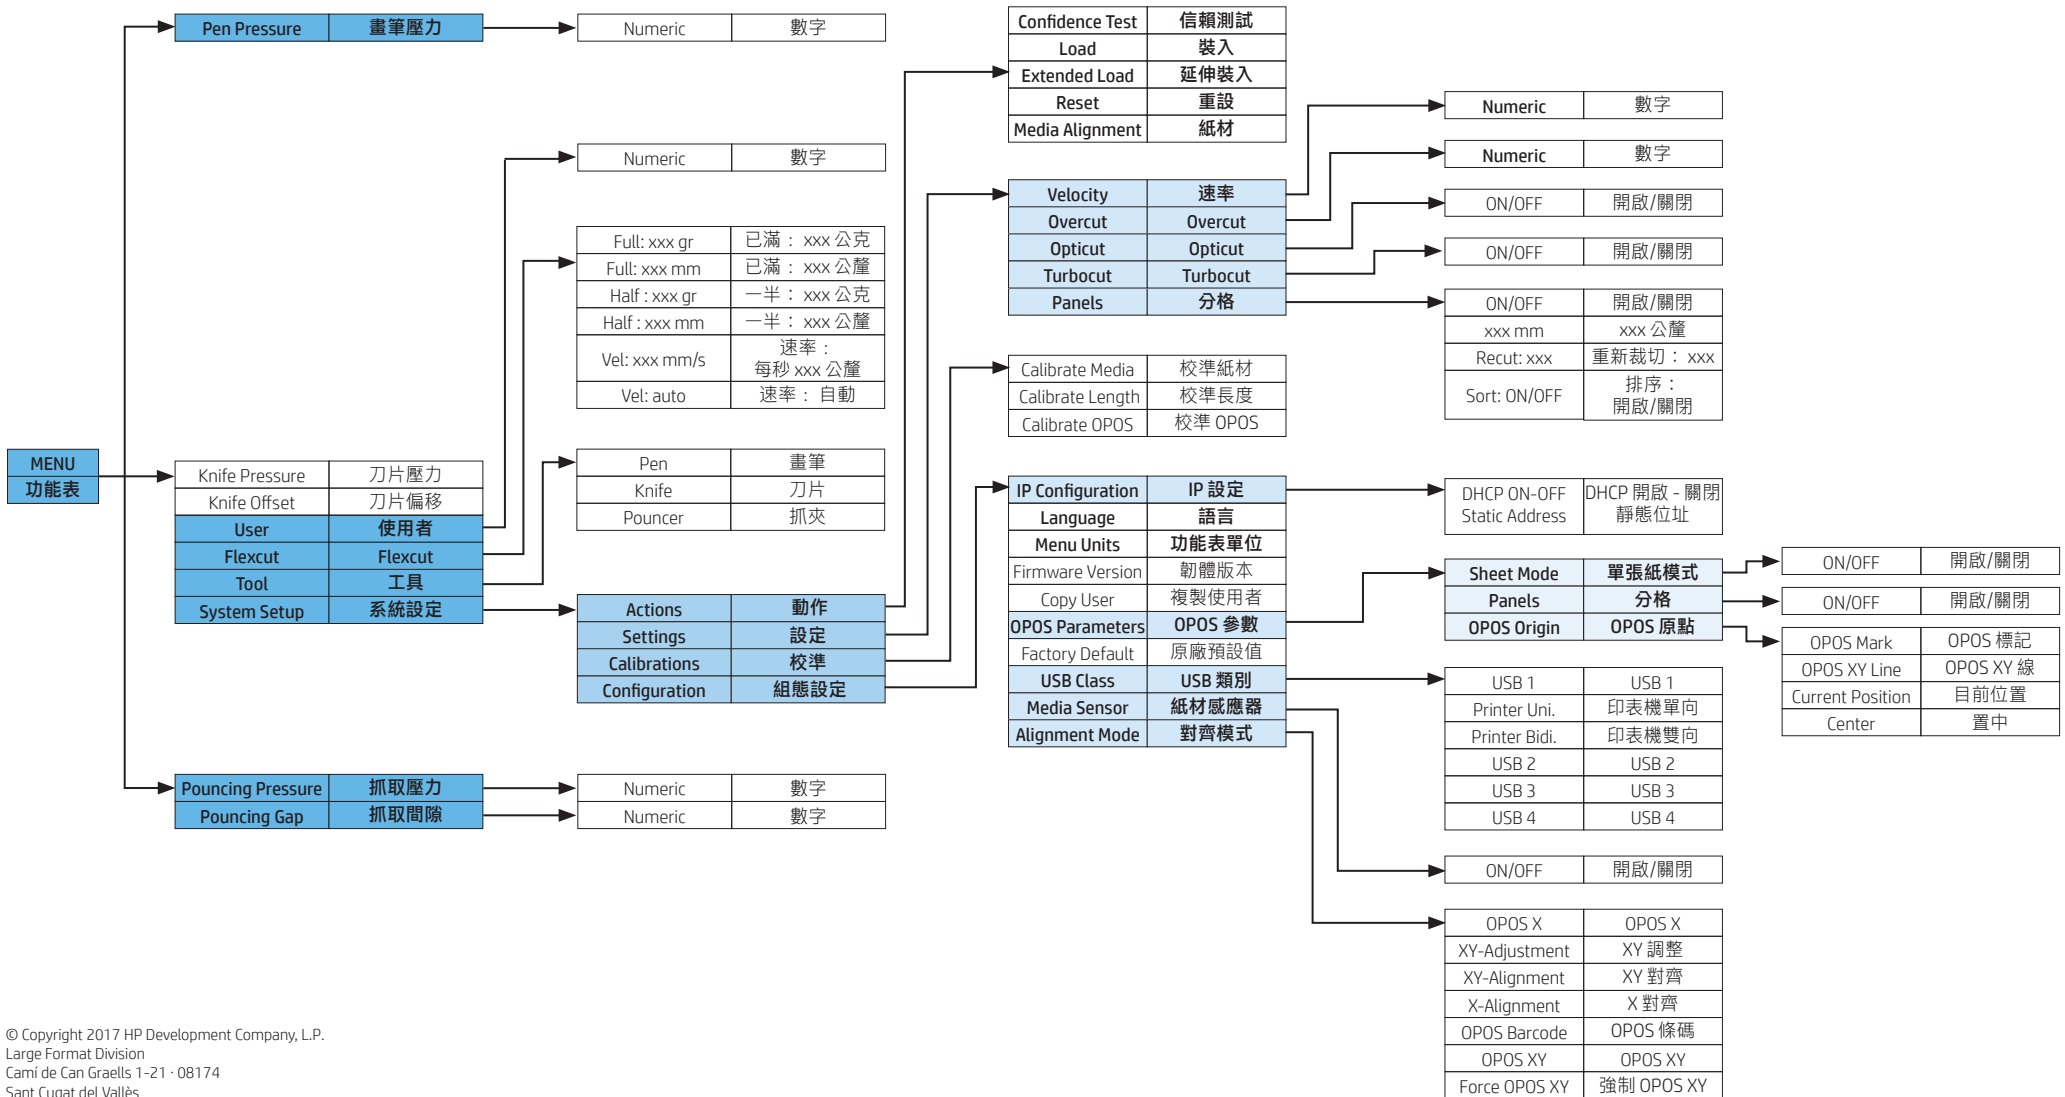 MENU
功能表
Pen Pressure 畫筆壓力
Numeric 數字
Knife Pressure 刀片壓力
Knife Offset 刀片偏移
User 使用者
Flexcut Flexcut
Tool 工具
System Setup 系統設定
Pouncing Pressure 抓取壓力
Pouncing Gap 抓取間隙
Numeric 數字
Full: xxx gr 已滿： xxx 公克
Full: xxx mm 已滿： xxx 公釐
Half : xxx gr 一半： xxx 公克
Half : xxx mm 一半： xxx 公釐
Vel: xxx mm/s 速率：
每秒 xxx 公釐
Vel: auto 速率： 自動
Pen 畫筆
Knife 刀片
Pouncer 抓夾
Actions 動作
Settings 設定
Calibrations 校準
Configuration 組態設定
Numeric 數字
Numeric 數字
Confidence Test 信賴測試
Load 裝入
Extended Load 延伸裝入
Reset 重設
Media Alignment 紙材
Velocity 速率
Overcut Overcut
Opticut Opticut
Turbocut Turbocut
Panels 分格
Calibrate Media 校準紙材
Calibrate Length 校準長度
Calibrate OPOS 校準 OPOS
IP Configuration IP 設定
Language 語言
Menu Units 功能表單位
Firmware Version 韌體版本
Copy User 複製使用者
OPOS Parameters OPOS 參數
Factory Default 原廠預設值
USB Class USB 類別
Media Sensor 紙材感應器
Alignment Mode 對齊模式
Numeric 數字
Numeric 數字
ON/OFF 開啟/關閉
ON/OFF 開啟/關閉
ON/OFF 開啟/關閉
xxx mm xxx 公釐
Recut: xxx 重新裁切： xxx
Sort: ON/OFF 排序：
開啟/關閉
DHCP ON-OFF DHCP 開啟 - 關閉
Static Address 靜態位址
Sheet Mode 單張紙模式
Panels 分格
OPOS Origin OPOS 原點
USB 1 USB 1
Printer Uni. 印表機單向
Printer Bidi. 印表機雙向
USB 2 USB 2
USB 3 USB 3
USB 4 USB 4
ON/OFF 開啟/關閉
OPOS X OPOS X
XY-Adjustment XY 調整
XY-Alignment XY 對齊
X-Alignment X 對齊
OPOS Barcode OPOS 條碼
OPOS XY OPOS XY
Force OPOS XY 強制 OPOS XY
ON/OFF 開啟/關閉
ON/OFF 開啟/關閉
OPOS Mark OPOS 標記
OPOS XY Line OPOS XY 線
Current Position 目前位置
Center 置中
© Copyright 2017 HP Development Company, L.P.
Large Format Division
Camí de Can Graells 1-21 · 08174
Sant Cugat del Vallès